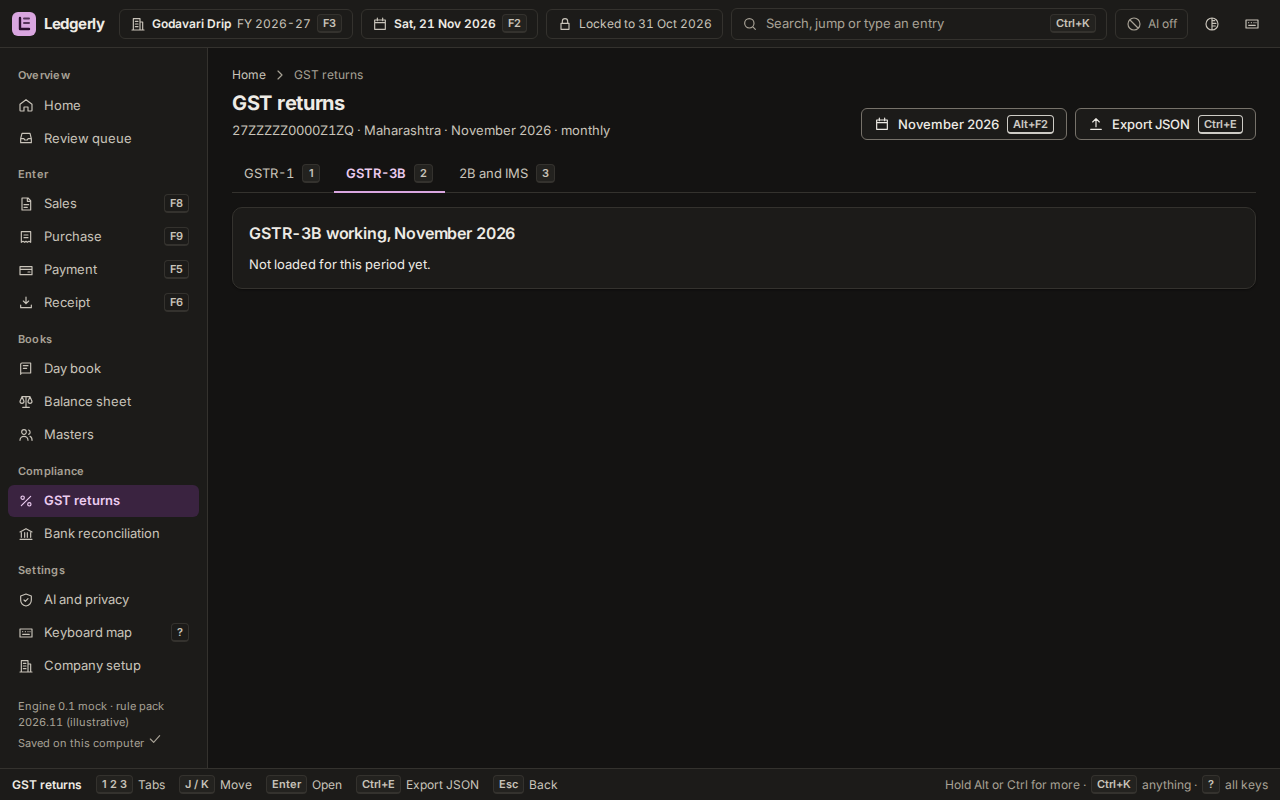 Ledgerly
Godavari Drip FY 2026-27 F3
Sat, 21 Nov 2026 F2
Locked to 31 Oct 2026
Search, jump or type an entry Ctrl+K
AI off
Overview
Home
Review queue
Enter
Sales F8
Purchase F9
Payment F5
Receipt F6
Books
Day book
Balance sheet
Masters
Compliance
GST returns
Bank reconciliation
Settings
AI and privacy
Keyboard map ?
Company setup
Engine 0.1 mock · rule pack
2026.11 (illustrative)
Saved on this computer
Home > GST returns
GST returns
27ZZZZZ0000Z1ZQ · Maharashtra · November 2026 · monthly
November 2026 Alt+F2
Export JSON Ctrl+E
GSTR-1 1
GSTR-3B 2
2B and IMS 3
GSTR-3B working, November 2026
Not loaded for this period yet.
GST returns 1 2 3 Tabs J / K Move Enter Open Ctrl+E Export JSON Esc Back
Hold Alt or Ctrl for more · Ctrl+K anything · ? all keys